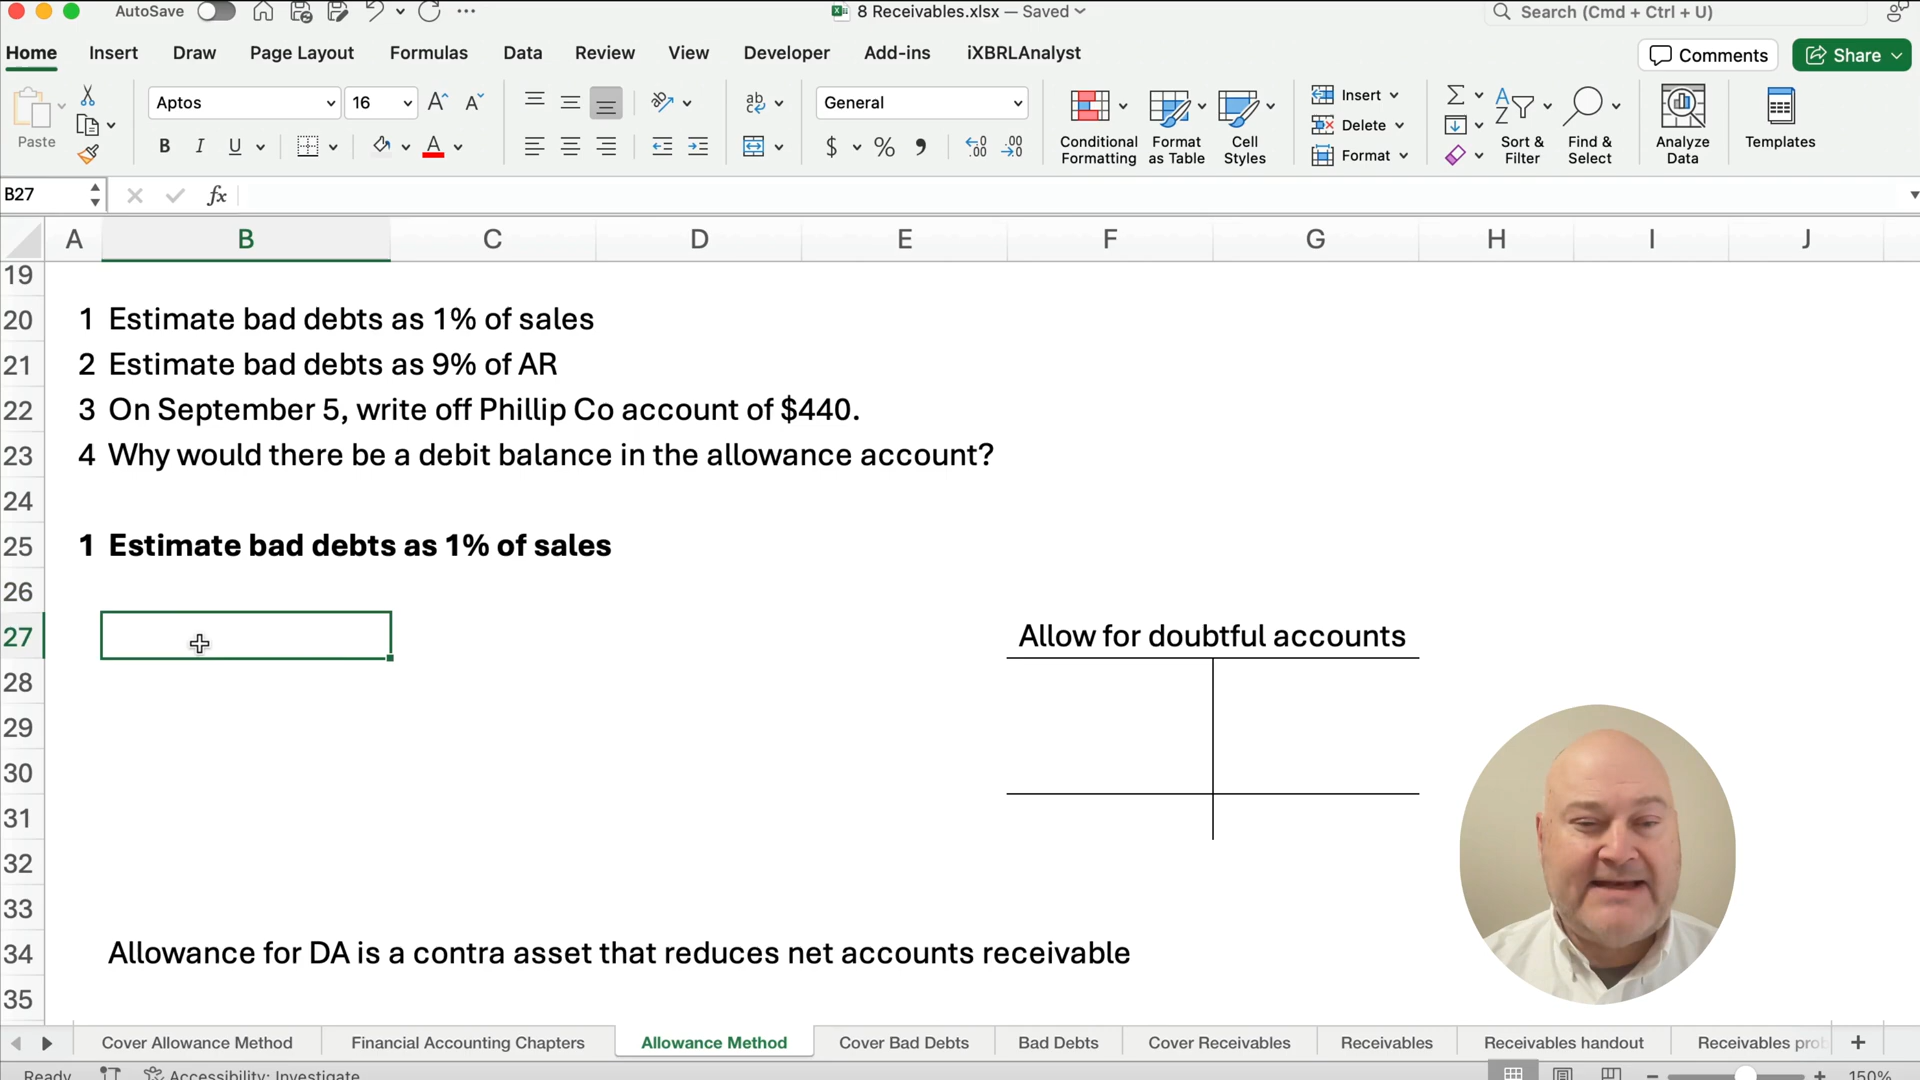 AutoSave
8 Receivables.xlsx — Saved
Search (Cmd + Ctrl + U)
Home Insert Draw Page Layout Formulas Data Review View Developer Add-ins iXBRLAnalyst
Comments
Share
Paste
Aptos
16
General
Conditional Formatting
Format as Table
Cell Styles
Insert
Delete
Format
Sort & Filter
Find & Select
Analyze Data
Templates
B I U
$ %
B27
fx
A B C D E F G H I J
19
20 1 Estimate bad debts as 1% of sales
21 2 Estimate bad debts as 9% of AR
22 3 On September 5, write off Phillip Co account of $440.
23 4 Why would there be a debit balance in the allowance account?
24
25 1 Estimate bad debts as 1% of sales
26
27 Allow for doubtful accounts
28
29
30
31
32
33
34 Allowance for DA is a contra asset that reduces net accounts receivable
35
Cover Allowance Method Financial Accounting Chapters Allowance Method Cover Bad Debts Bad Debts Cover Receivables Receivables Receivables handout Receivables pro
Ready
Accessibility: Investigate
150%